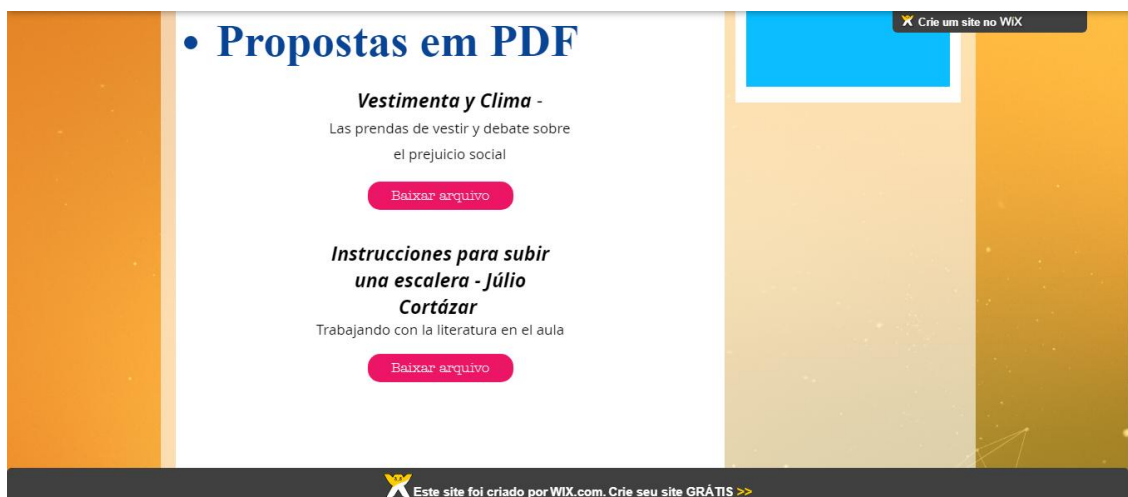 Crie um site no WiX
• Propostas em PDF
Vestimenta y Clima -
Las prendas de vestir y debate sobre
el prejuicio social
Baixar arquivo
Instrucciones para subir
una escalera - Júlio
Cortázar
Trabajando con la literatura en el aula
Baixar arquivo
Este site foi criado por WIX.com. Crie seu site GRÁTIS >>